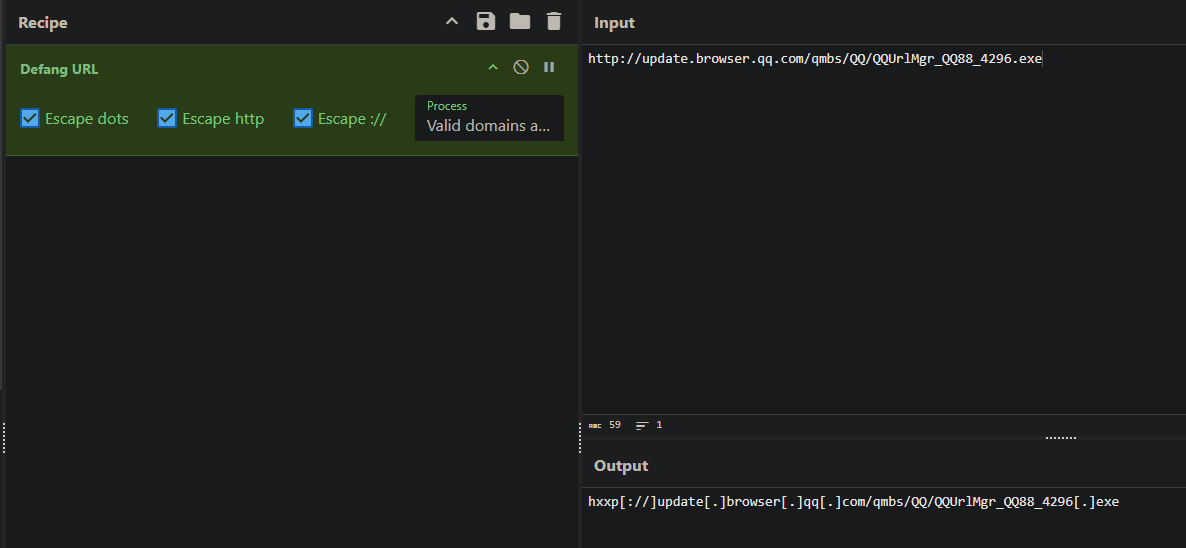 Recipe
Defang URL
Escape dots
Escape http
Escape ://
Process
Valid domains a...
Input
http://update.browser.qq.com/qmbs/QQ/QQUrlMgr_QQ88_4296.exe
ABC 59
1
Output
hxxp[://]update[.]browser[.]qq[.]com/qmbs/QQ/QQUrlMgr_QQ88_4296[.]exe